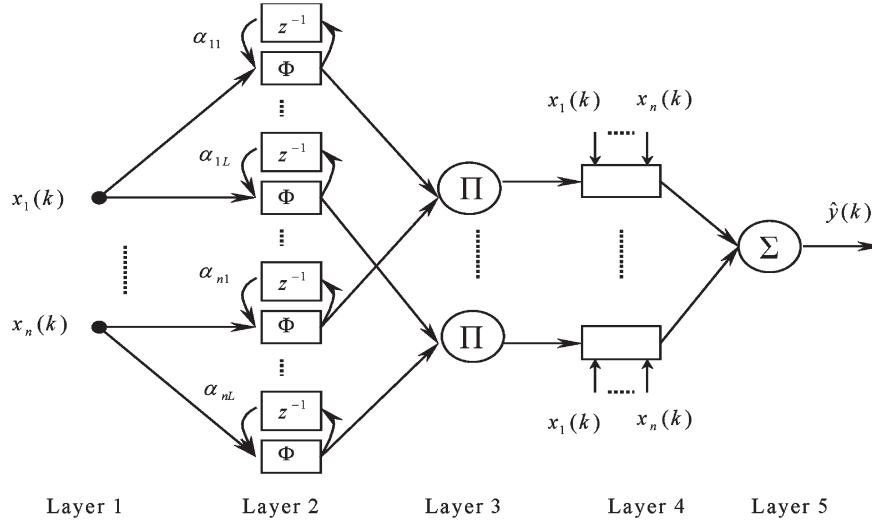 z⁻¹
α₁₁
Φ
x₁(k) xₙ(k)
z⁻¹
α₁L
Φ
Π
x₁(k)
ŷ(k)
Σ
z⁻¹
αₙ₁
xₙ(k)
Φ
Π
z⁻¹
αₙL
x₁(k) xₙ(k)
Φ
Layer 1 Layer 2 Layer 3 Layer 4 Layer 5